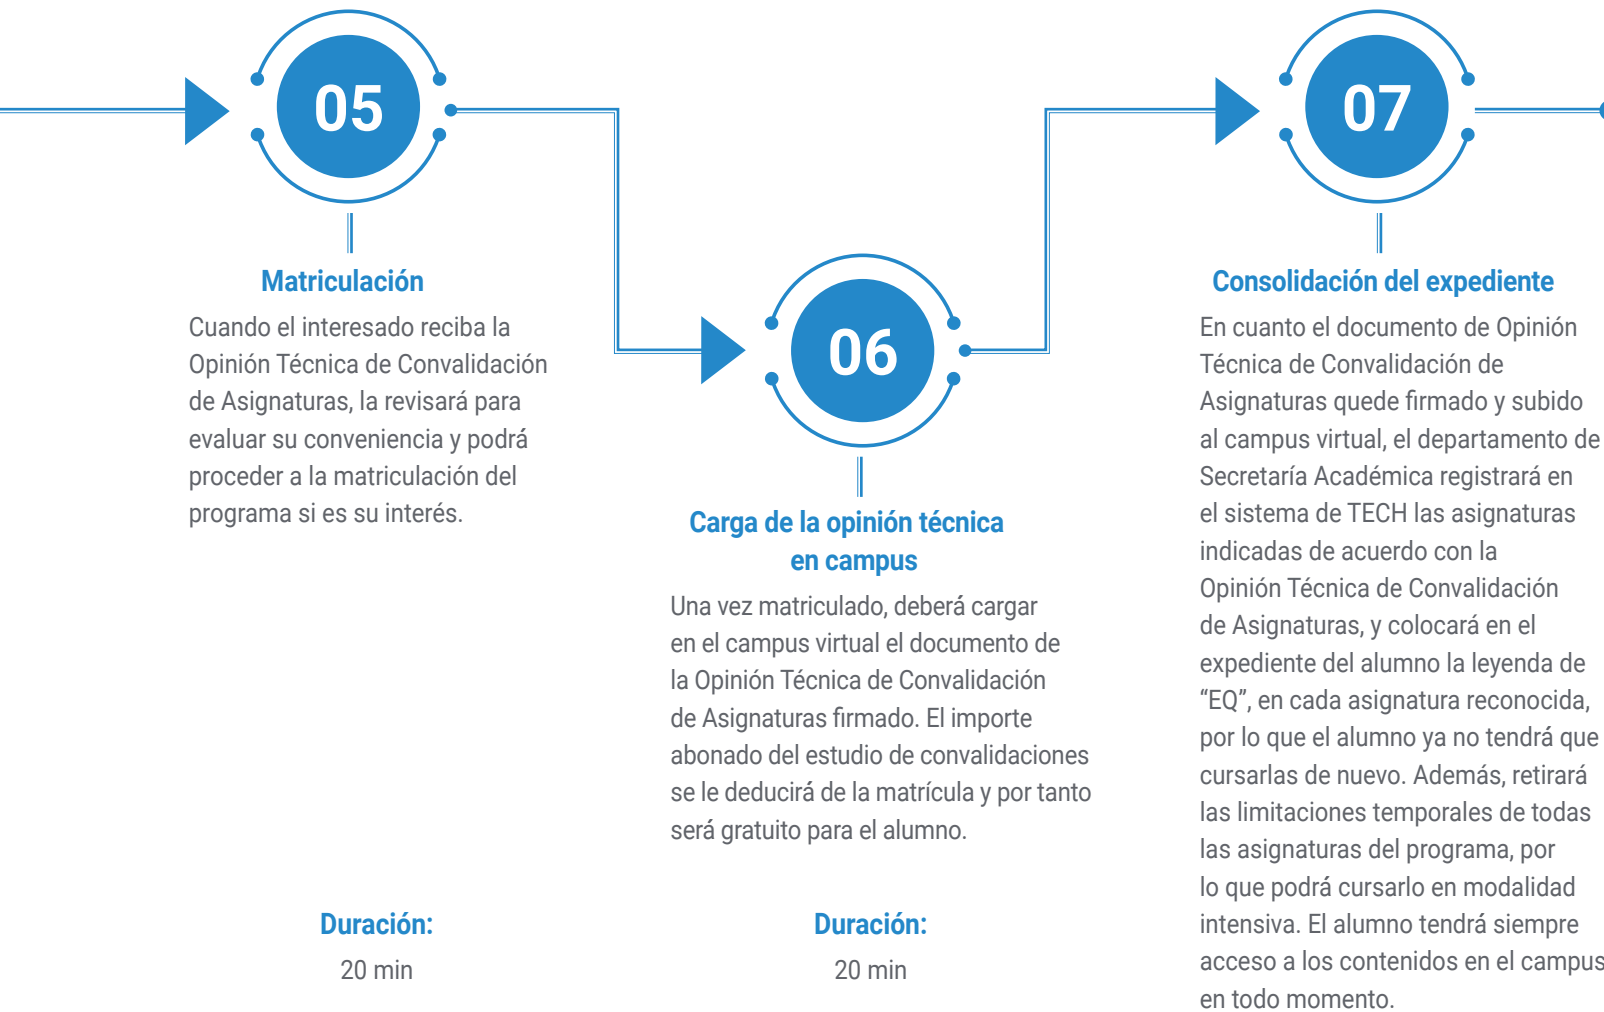 05
Matriculación
Cuando el interesado reciba la
Opinión Técnica de Convalidación
de Asignaturas, la revisará para
evaluar su conveniencia y podrá
proceder a la matriculación del
programa si es su interés.
Duración:
20 min
06
Carga de la opinión técnica
en campus
Una vez matriculado, deberá cargar
en el campus virtual el documento de
la Opinión Técnica de Convalidación
de Asignaturas firmado. El importe
abonado del estudio de convalidaciones
se le deducirá de la matrícula y por tanto
será gratuito para el alumno.
Duración:
20 min
07
Consolidación del expediente
En cuanto el documento de Opinión
Técnica de Convalidación de
Asignaturas quede firmado y subido
al campus virtual, el departamento de
Secretaría Académica registrará en
el sistema de TECH las asignaturas
indicadas de acuerdo con la
Opinión Técnica de Convalidación
de Asignaturas, y colocará en el
expediente del alumno la leyenda de
“EQ”, en cada asignatura reconocida,
por lo que el alumno ya no tendrá que
cursarlas de nuevo. Además, retirará
las limitaciones temporales de todas
las asignaturas del programa, por
lo que podrá cursarlo en modalidad
intensiva. El alumno tendrá siempre
acceso a los contenidos en el campus
en todo momento.